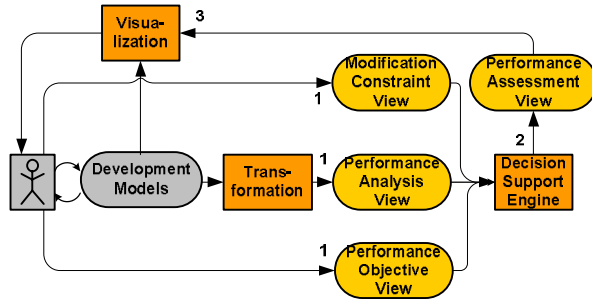 3
Visua-
lization
Modification
Constraint
View
1
Performance
Assessment
View
2
Development
Models
Trans-
formation
1
Performance
Analysis
View
Decision
Support
Engine
1
Performance
Objective
View